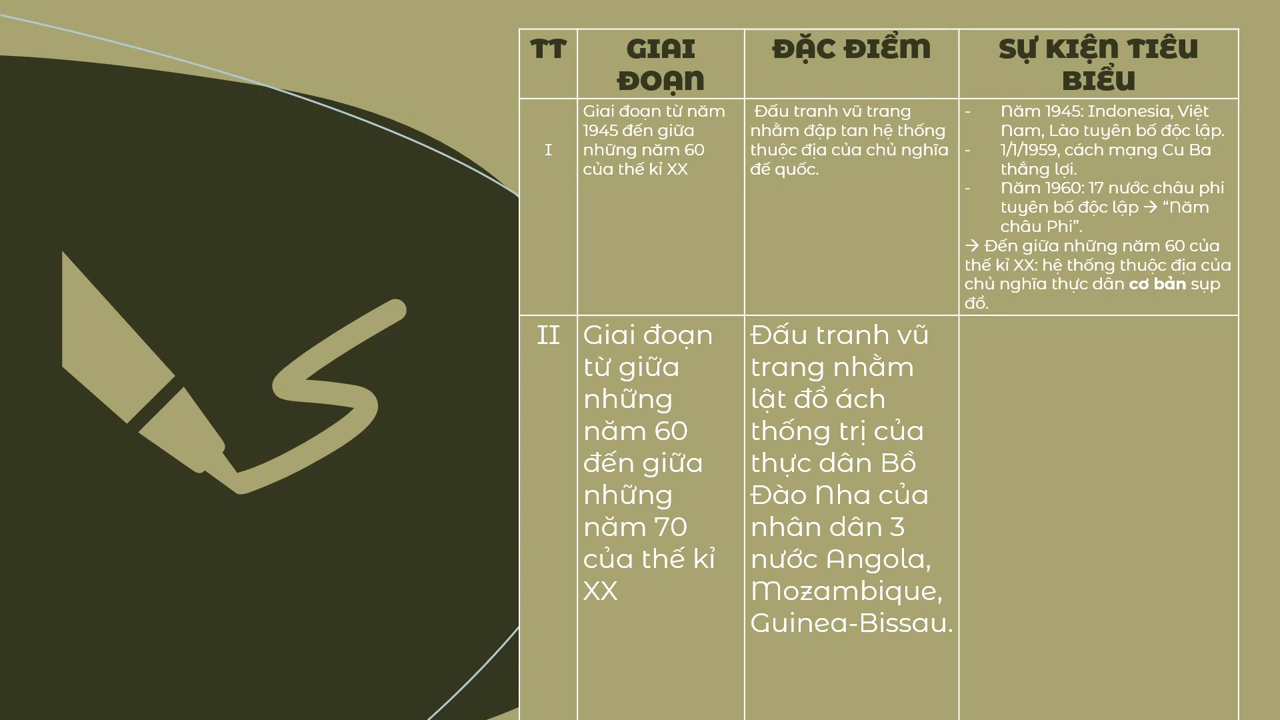 TT
GIAI
ĐOẠN
ĐẶC ĐIỂM
SỰ KIỆN TIÊU
BIỂU
I
Giai đoạn từ năm
1945 đến giữa
những năm 60
của thế kỉ XX
Đấu tranh vũ trang
nhằm đập tan hệ thống
thuộc địa của chủ nghĩa
đế quốc.
- Năm 1945: Indonesia, Việt
Nam, Lào tuyên bố độc lập.
- 1/1/1959, cách mạng Cu Ba
thắng lợi.
- Năm 1960: 17 nước châu phi
tuyên bố độc lập → “Năm
châu Phi”.
→ Đến giữa những năm 60 của
thế kỉ XX: hệ thống thuộc địa của
chủ nghĩa thực dân cơ bản sụp
đổ.
II
Giai đoạn
từ giữa
những
năm 60
đến giữa
những
năm 70
của thế kỉ
XX
Đấu tranh vũ
trang nhằm
lật đổ ách
thống trị của
thực dân Bồ
Đào Nha của
nhân dân 3
nước Angola,
Mozambique,
Guinea-Bissau.